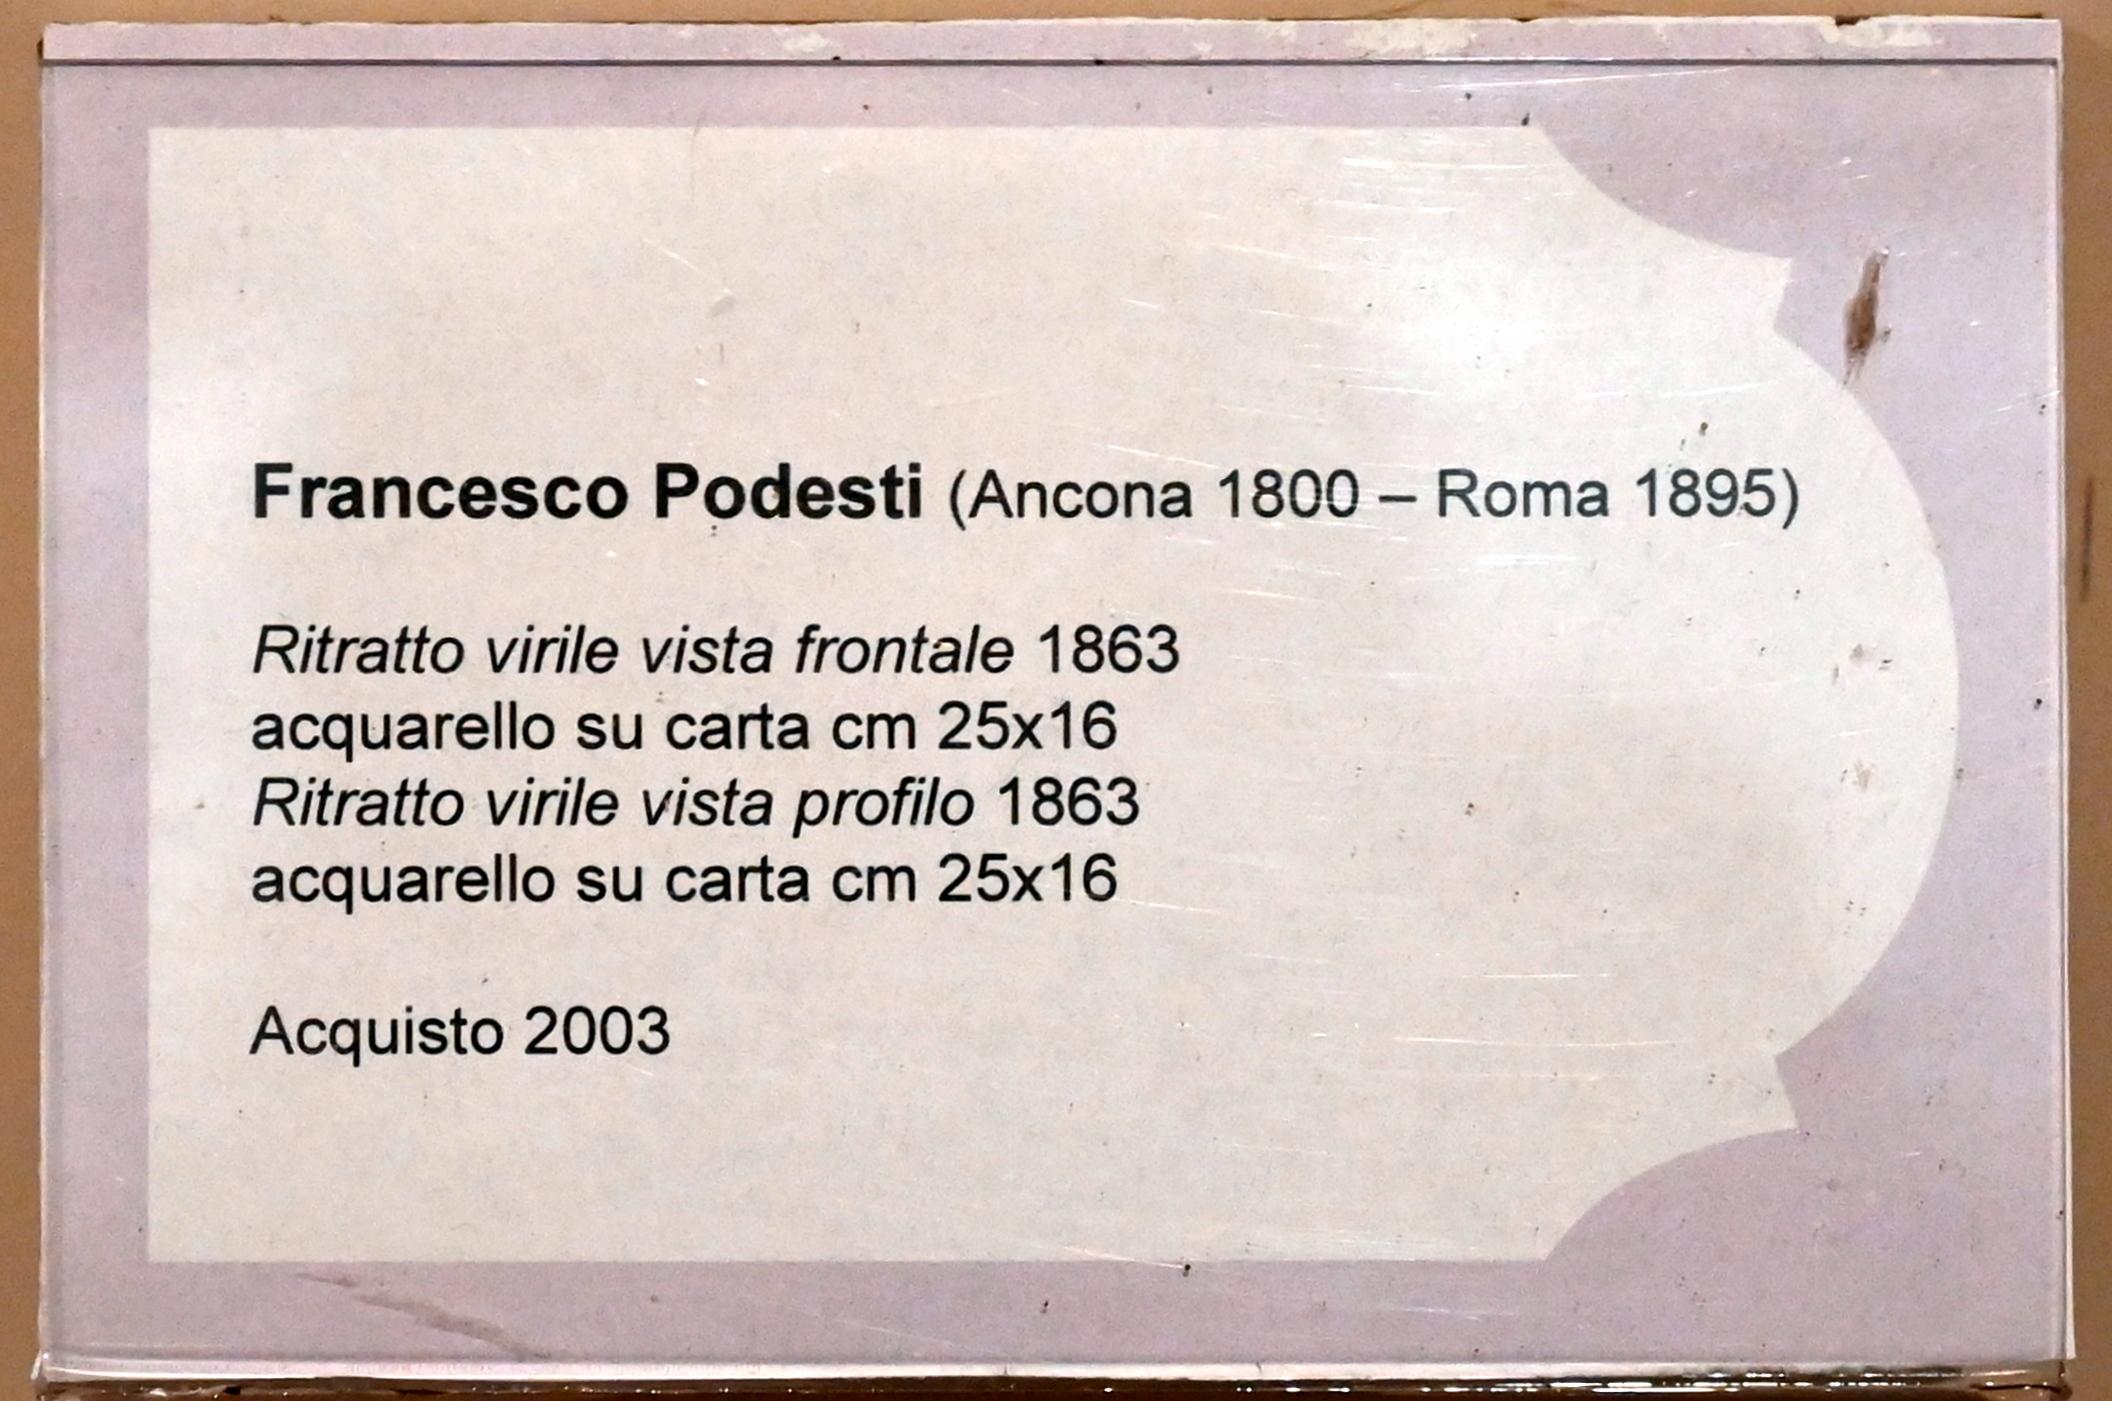 Francesco Podesti (Ancona 1800 – Roma 1895)
Ritratto virile vista frontale 1863
acquarello su carta cm 25x16
Ritratto virile vista profilo 1863
acquarello su carta cm 25x16
Acquisto 2003